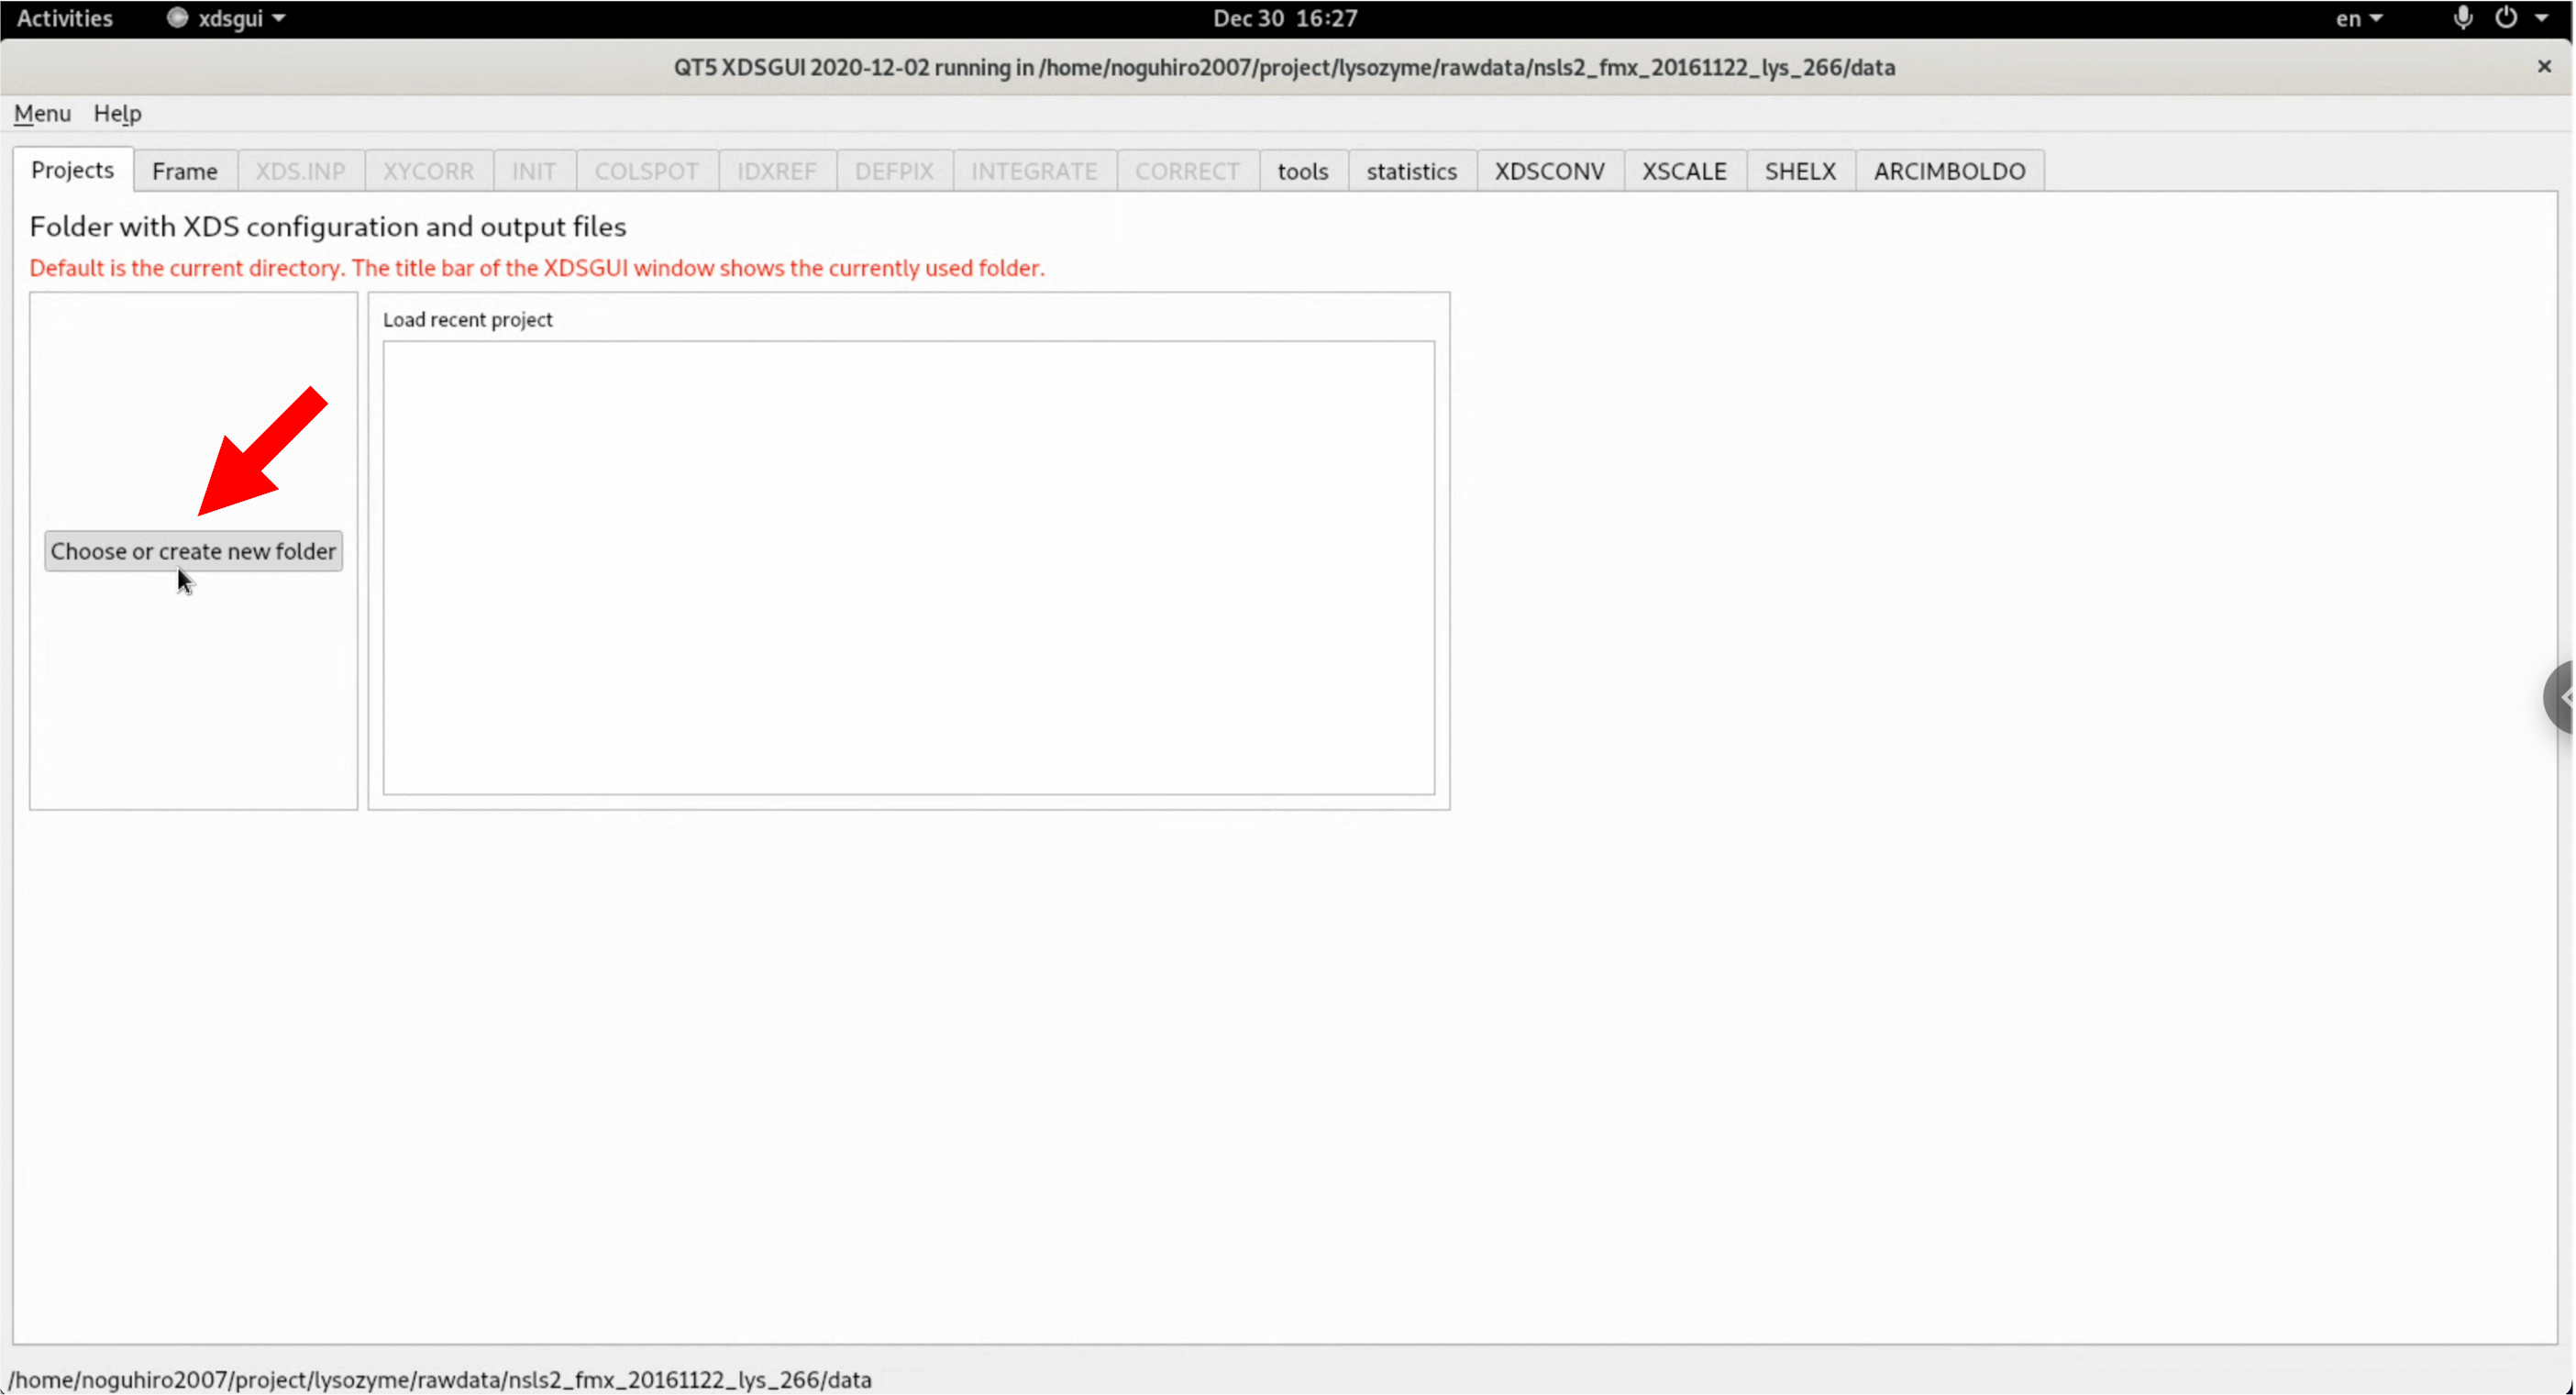 Activities xdsgui Dec 30 16:27 en
QT5 XDSGUI 2020-12-02 running in /home/noguhiro2007/project/lysozyme/rawdata/nsls2_fmx_20161122_lys_266/data
Menu Help
Projects Frame XDS.INP XYCORR INIT COLSPOT IDXREF DEFPIX INTEGRATE CORRECT tools statistics XDSCONV XSCALE SHELX ARCIMBOLDO
Folder with XDS configuration and output files
Default is the current directory. The title bar of the XDSGUI window shows the currently used folder.
Load recent project
Choose or create new folder
/home/noguhiro2007/project/lysozyme/rawdata/nsls2_fmx_20161122_lys_266/data